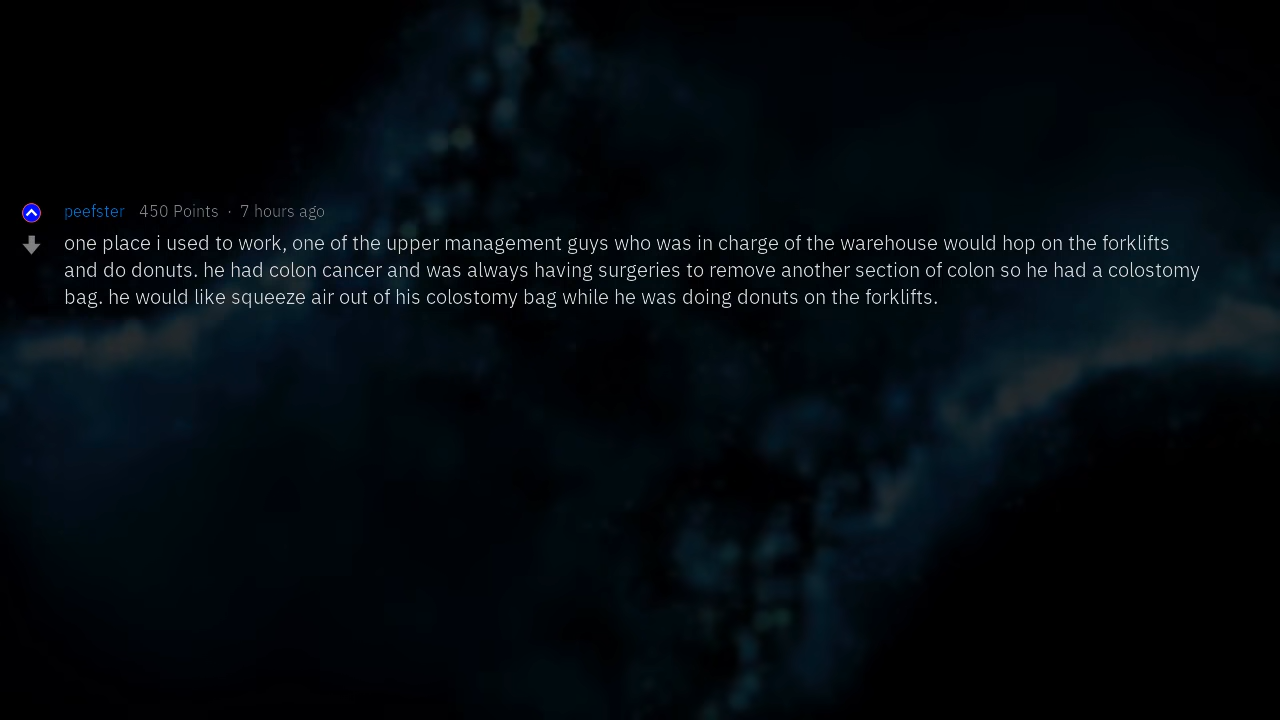 peefster 450 Points · 7 hours ago
one place i used to work, one of the upper management guys who was in charge of the warehouse would hop on the forklifts
and do donuts. he had colon cancer and was always having surgeries to remove another section of colon so he had a colostomy
bag. he would like squeeze air out of his colostomy bag while he was doing donuts on the forklifts.